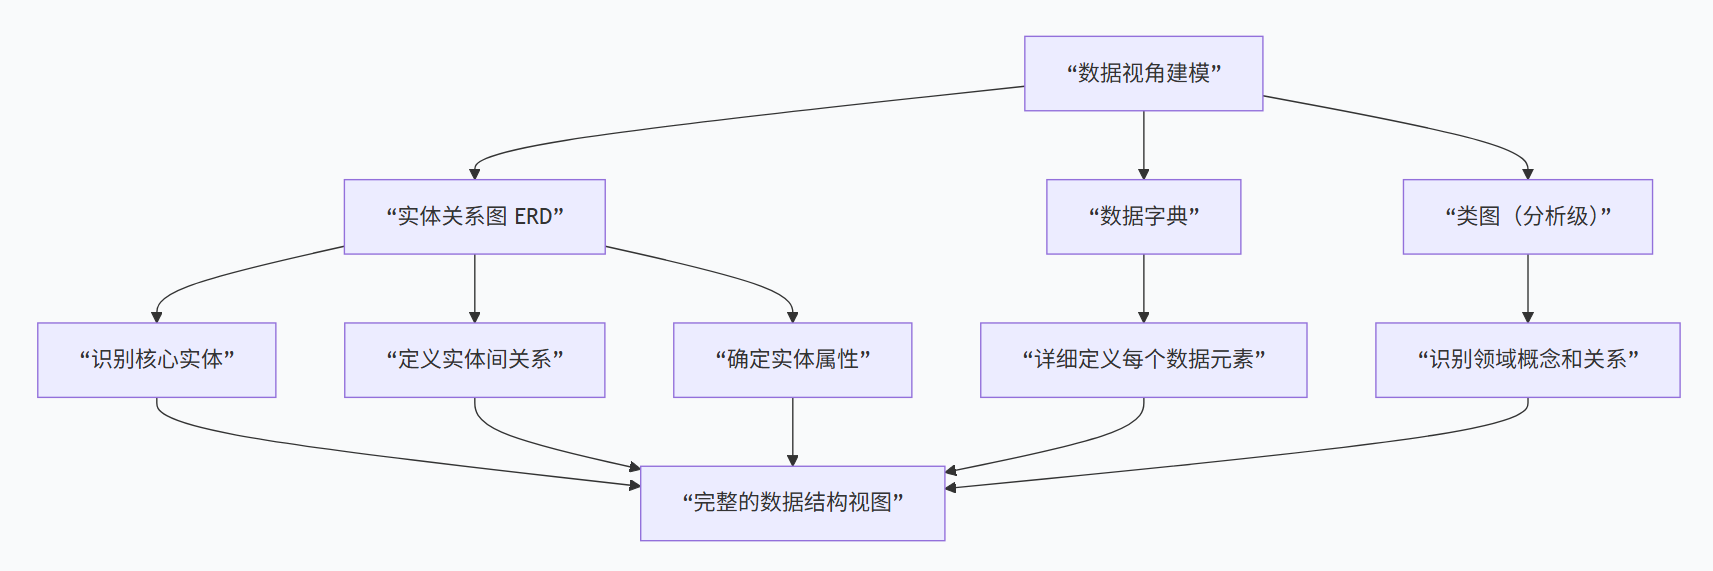 “数据视角建模”
“实体关系图 ERD”
“数据字典”
“类图（分析级）”
“识别核心实体”
“定义实体间关系”
“确定实体属性”
“详细定义每个数据元素”
“识别领域概念和关系”
“完整的数据结构视图”